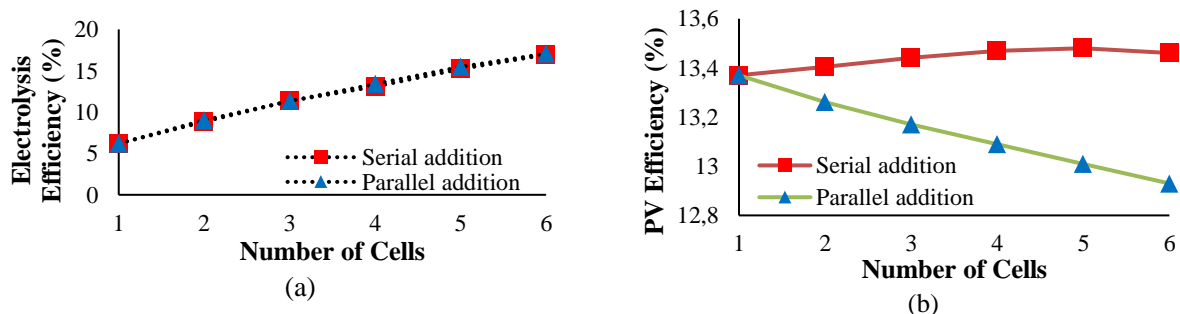 Electrolysis
Efficiency (%)
20
15
10
5
0
Serial addition
Parallel addition
1 2 3 4 5 6
Number of Cells
(a)
PV Efficiency (%)
13,6
13,4
13,2
13
12,8
Serial addition
Parallel addition
1 2 3 4 5 6
Number of Cells
(b)